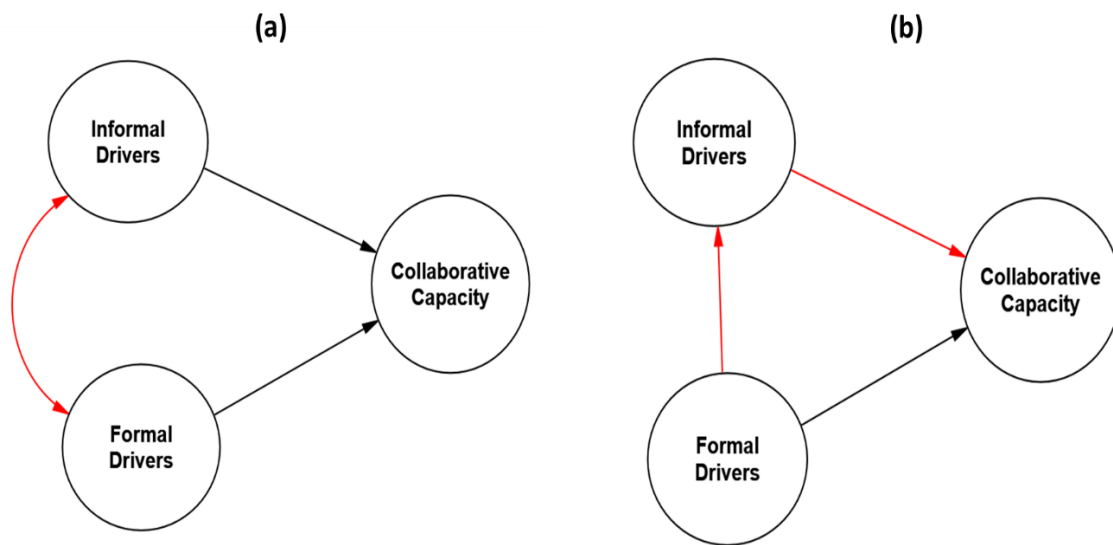 (a)
Informal
Drivers
Collaborative
Capacity
Formal
Drivers
(b)
Informal
Drivers
Collaborative
Capacity
Formal
Drivers